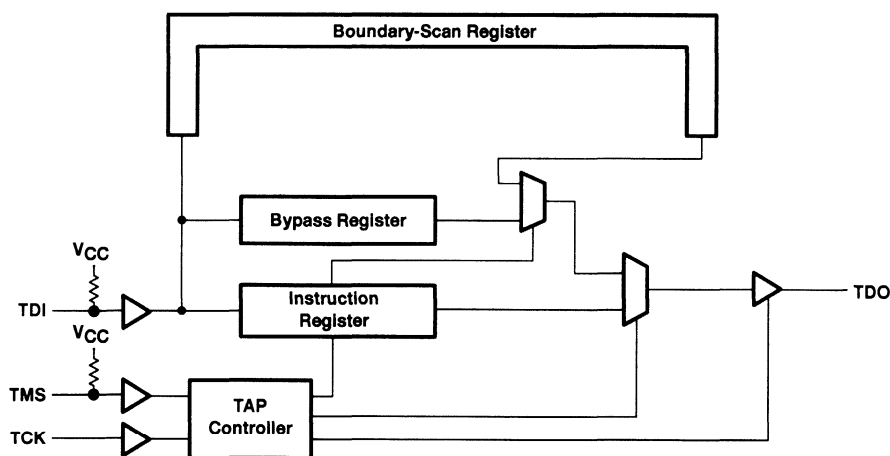 Boundary-Scan Register
Bypass Register
VCC
TDI
Instruction
Register
TDO
VCC
TMS
TAP
Controller
TCK